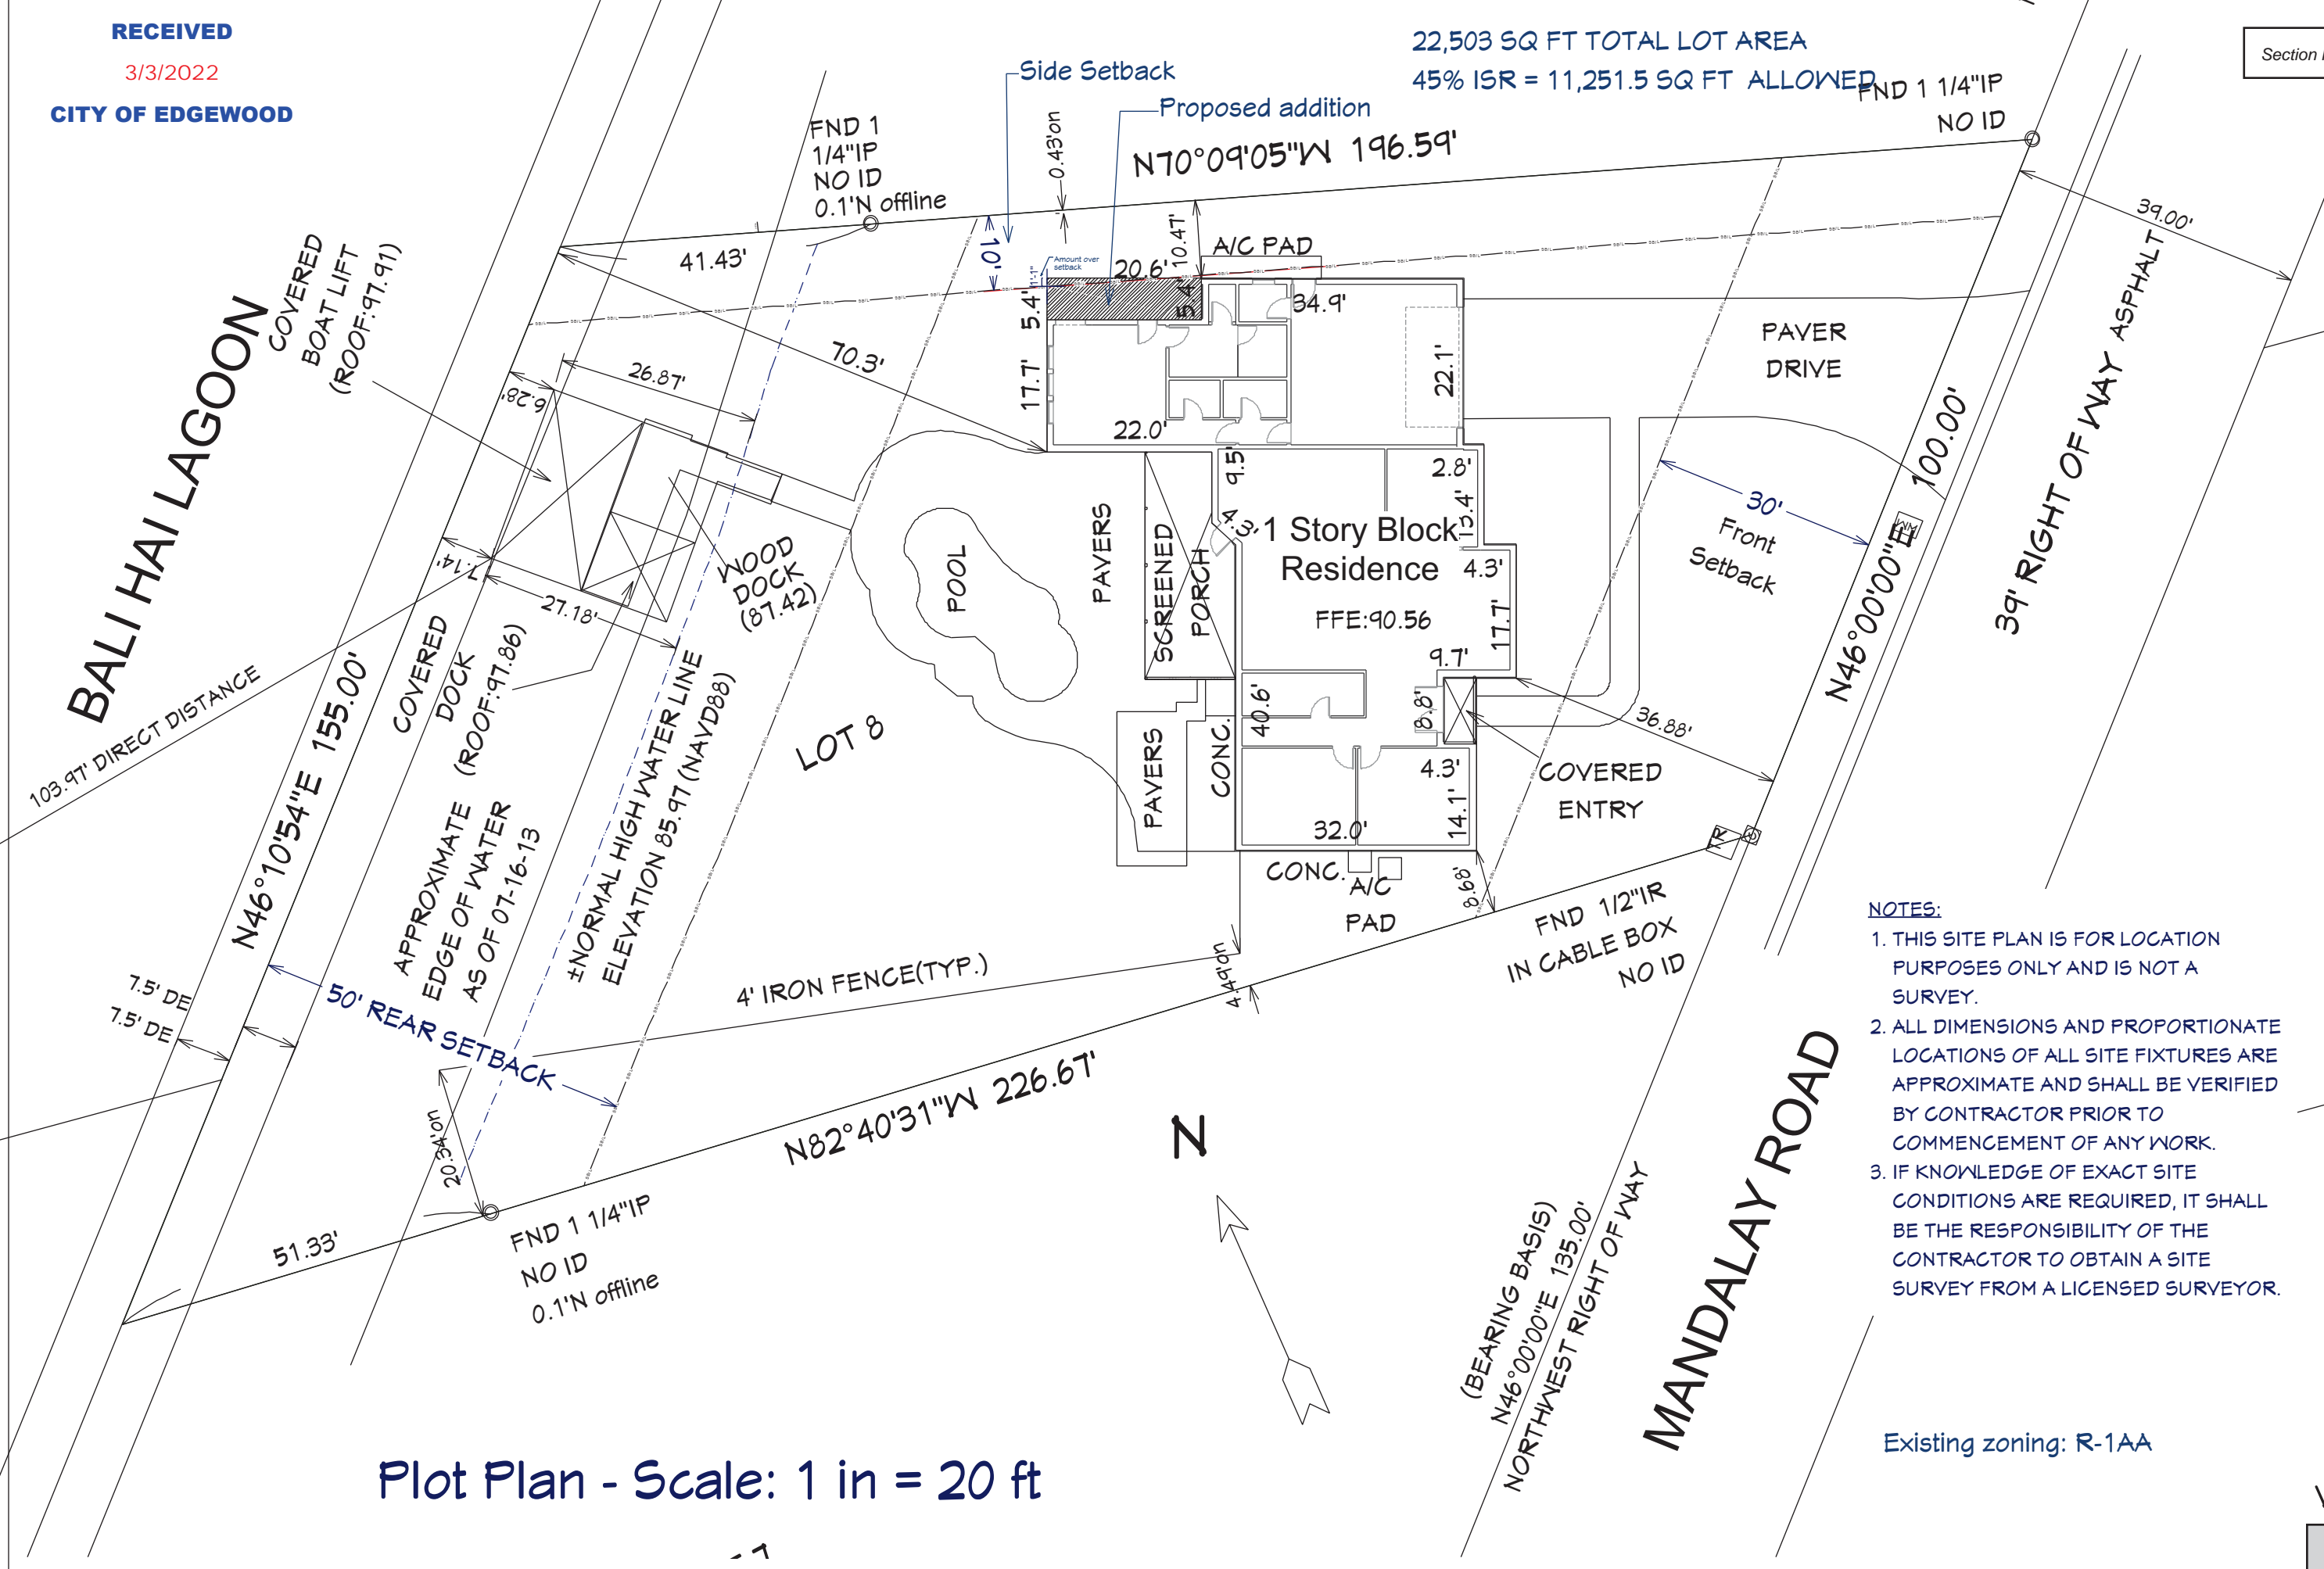 RECEIVED
3/3/2022
CITY OF EDGEWOOD
22,503 SQ FT TOTAL LOT AREA
45% ISR = 11,251.5 SQ FT ALLOWED
Section
Side Setback
Proposed addition
FND 1 1/4"IP
NO ID
FND 1
1/4"IP
NO ID
0.1'N offline
0.43'on
N70°09'05"W 196.59'
39.00'
41.43'
10'
1'-1"
Amount over
setback
20.6'
10.47'
A/C PAD
5.4'
5.4'
34.9'
COVERED
BOAT LIFT
(ROOF:97.91)
BALI HAI LAGOON
6.28'
26.87'
70.3'
17.7'
22.0'
22.1'
PAVER
DRIVE
39' RIGHT OF WAY ASPHALT
100.00'
N46°00'00"E
WM
30'
Front
Setback
9.5'
2.8'
13.4'
4.3'
1 Story Block
Residence
4.3'
FFE:90.56
17.7'
9.7'
PAVERS
SCREENED
PORCH
POOL
WOOD
DOCK
(87.42)
7.14'
27.18'
103.97' DIRECT DISTANCE
N46°10'54"E 155.00'
COVERED
DOCK
(ROOF:97.86)
APPROXIMATE
EDGE OF WATER
AS OF 07-16-13
±NORMAL HIGH WATER LINE
ELEVATION 85.97 (NAVD88)
LOT 8
PAVERS
CONC.
40.6'
8.8'
36.88'
COVERED
ENTRY
4.3'
14.1'
32.0'
CONC.
A/C
PAD
8.68'
TR
FND 1/2"IR
IN CABLE BOX
NO ID
4.49'on
4' IRON FENCE(TYP.)
7.5' DE
7.5' DE
50' REAR SETBACK
20.34'on
N82°40'31"W 226.67'
51.33'
FND 1 1/4"IP
NO ID
0.1'N offline
N
(BEARING BASIS)
N46°00'00"E 135.00'
NORTHWEST RIGHT OF WAY
MANDALAY ROAD
NOTES:
1. THIS SITE PLAN IS FOR LOCATION
PURPOSES ONLY AND IS NOT A
SURVEY.
2. ALL DIMENSIONS AND PROPORTIONATE
LOCATIONS OF ALL SITE FIXTURES ARE
APPROXIMATE AND SHALL BE VERIFIED
BY CONTRACTOR PRIOR TO
COMMENCEMENT OF ANY WORK.
3. IF KNOWLEDGE OF EXACT SITE
CONDITIONS ARE REQUIRED, IT SHALL
BE THE RESPONSIBILITY OF THE
CONTRACTOR TO OBTAIN A SITE
SURVEY FROM A LICENSED SURVEYOR.
Existing zoning: R-1AA
Plot Plan - Scale: 1 in = 20 ft